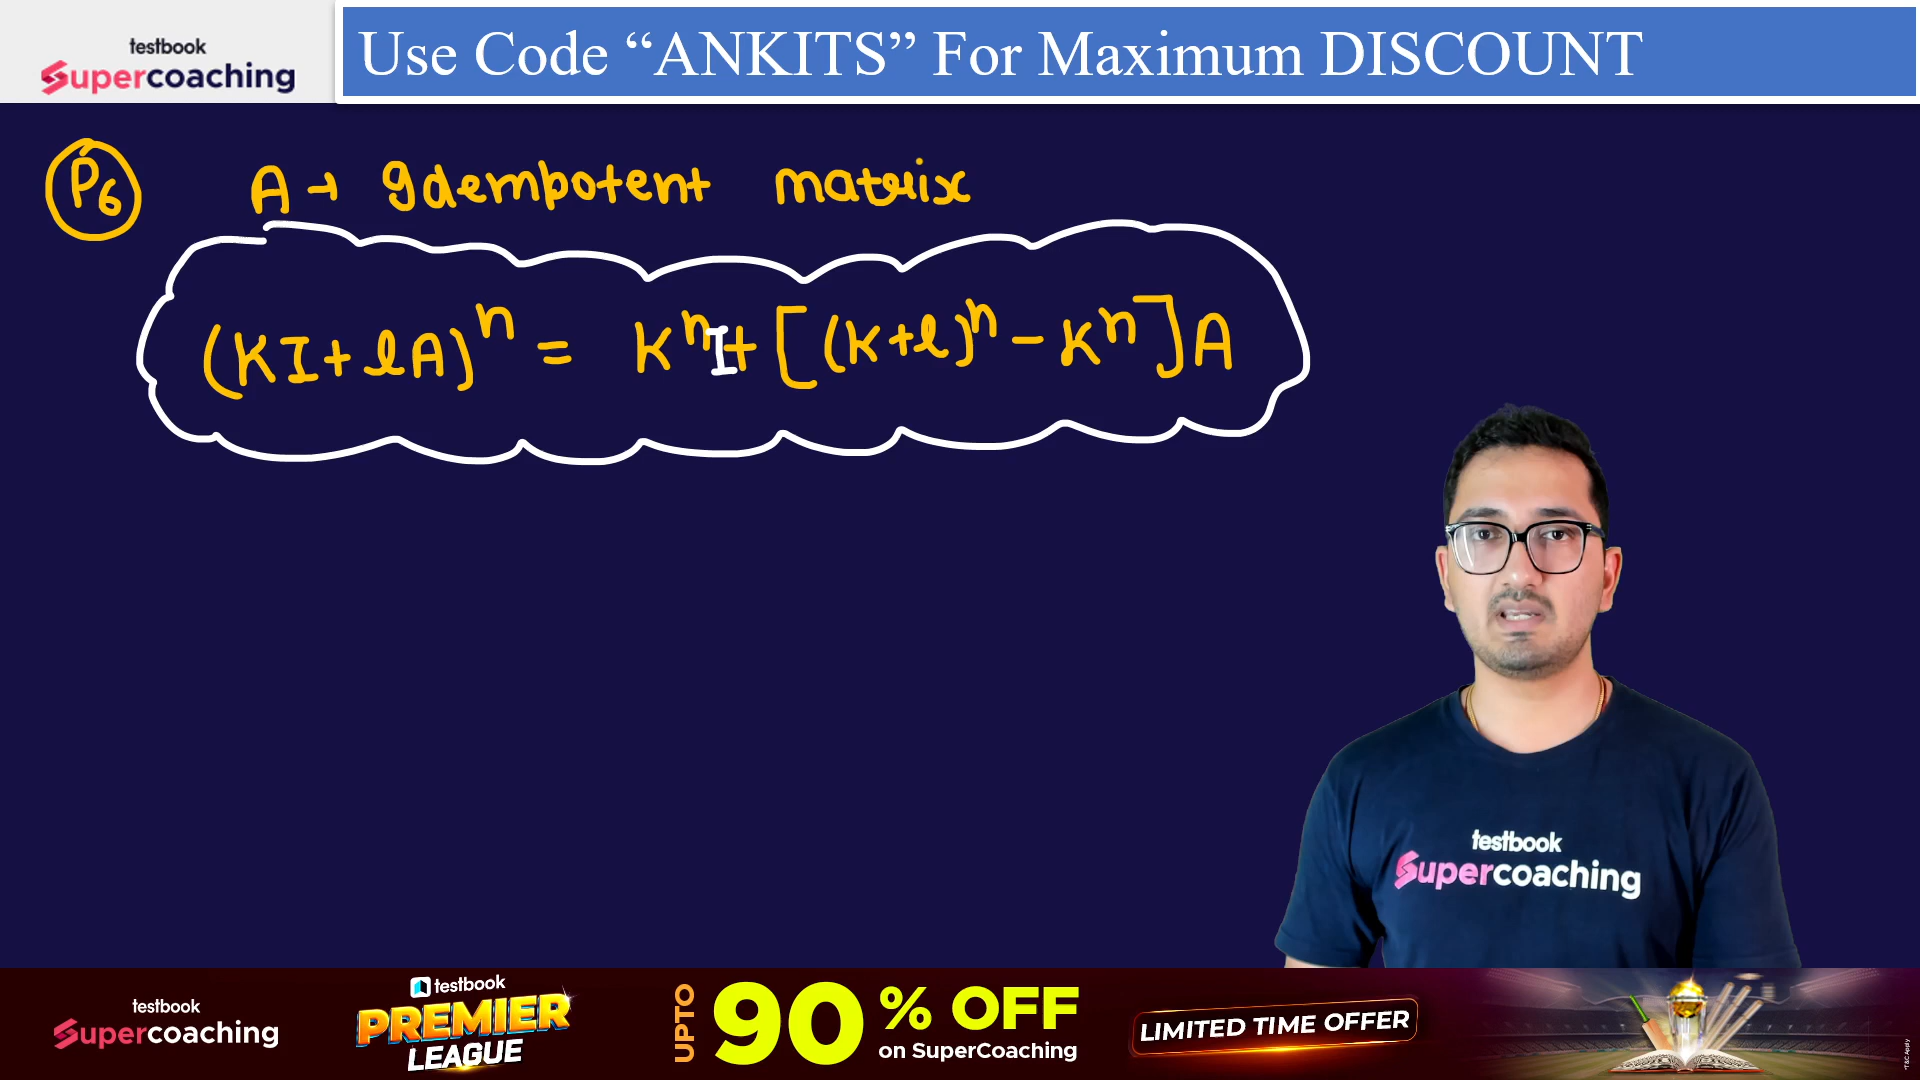 testbook
Supercoaching
Use Code “ANKITS” For Maximum DISCOUNT
P6 A → Idempotent matrix
(KI + lA)^n = K^n I + [(K+l)^n - K^n] A
testbook
Supercoaching
testbook
Supercoaching
testbook
PREMIER
LEAGUE
UPTO 90% OFF
on SuperCoaching
LIMITED TIME OFFER
*T&C Apply